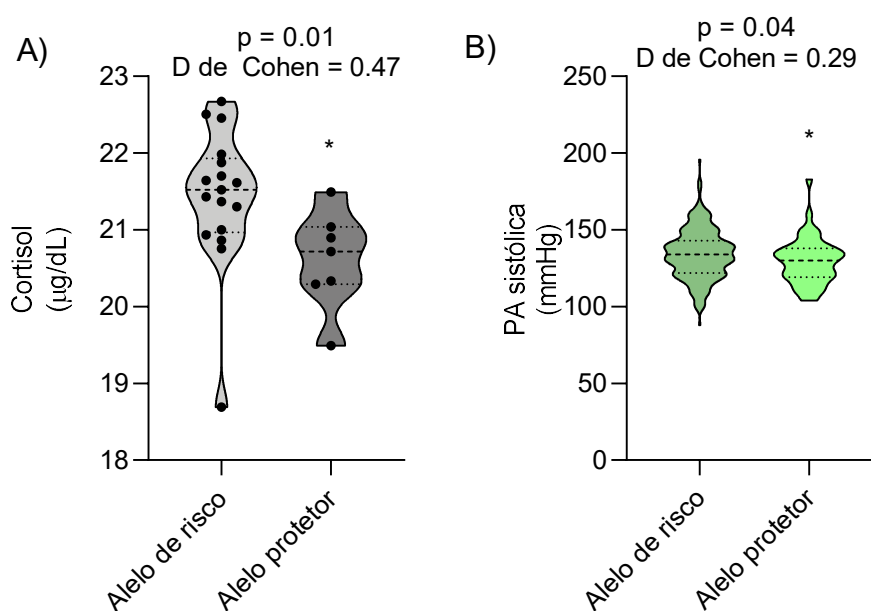 A)
p = 0.01
D de  Cohen = 0.47
23
22
21
20
19
18
Cortisol
(µg/dL)
*
Alelo de risco
Alelo protetor
B)
p = 0.04
D de Cohen = 0.29
250
200
150
100
50
0
PA sistólica
(mmHg)
*
Alelo de risco
Alelo protetor